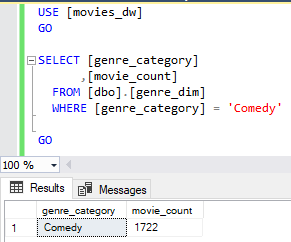 USE [movies_dw]
GO
SELECT [genre_category]
,[movie_count]
FROM [dbo].[genre_dim]
WHERE [genre_category] = 'Comedy'
GO
100 %
Results Messages
genre_category movie_count
1 Comedy 1722